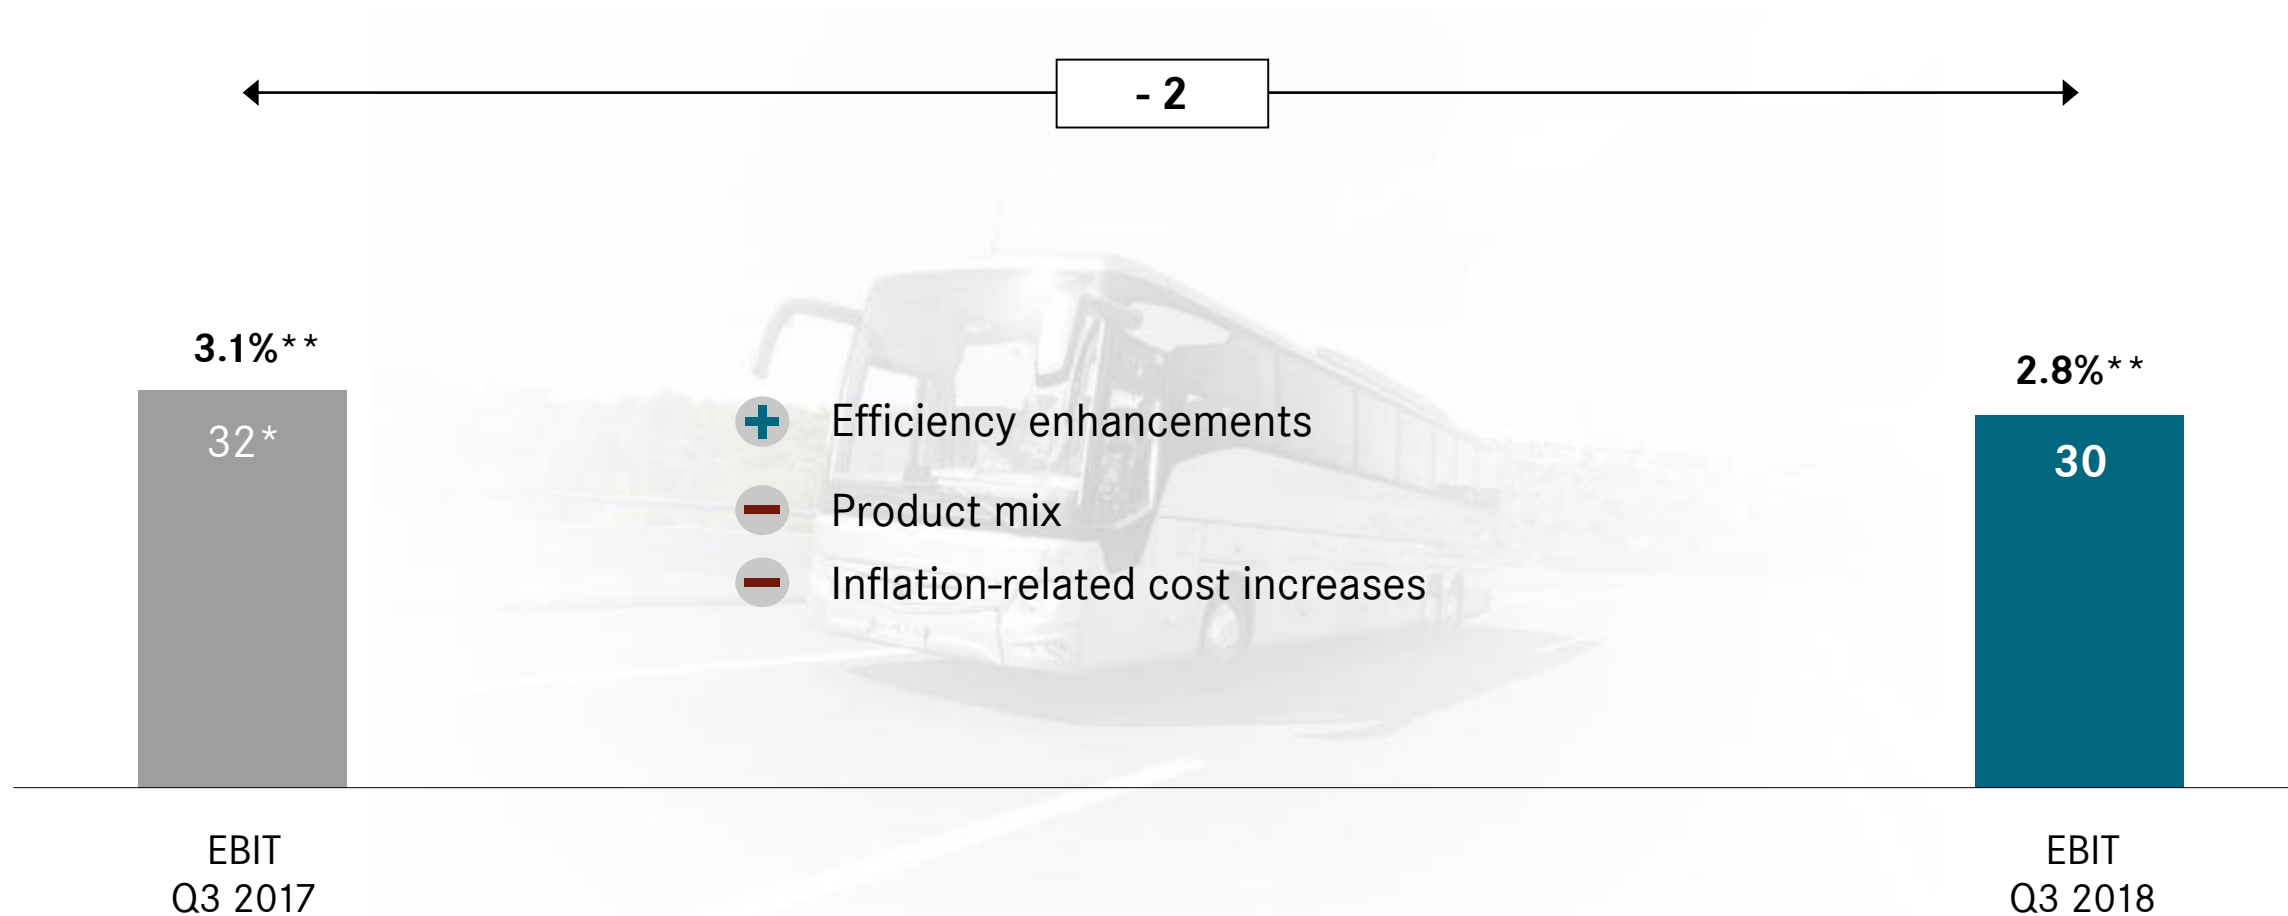 - 2
3.1%**
32*
2.8%**
30
Efficiency enhancements
Product mix
Inflation-related cost increases
EBIT
Q3 2017
EBIT
Q3 2018